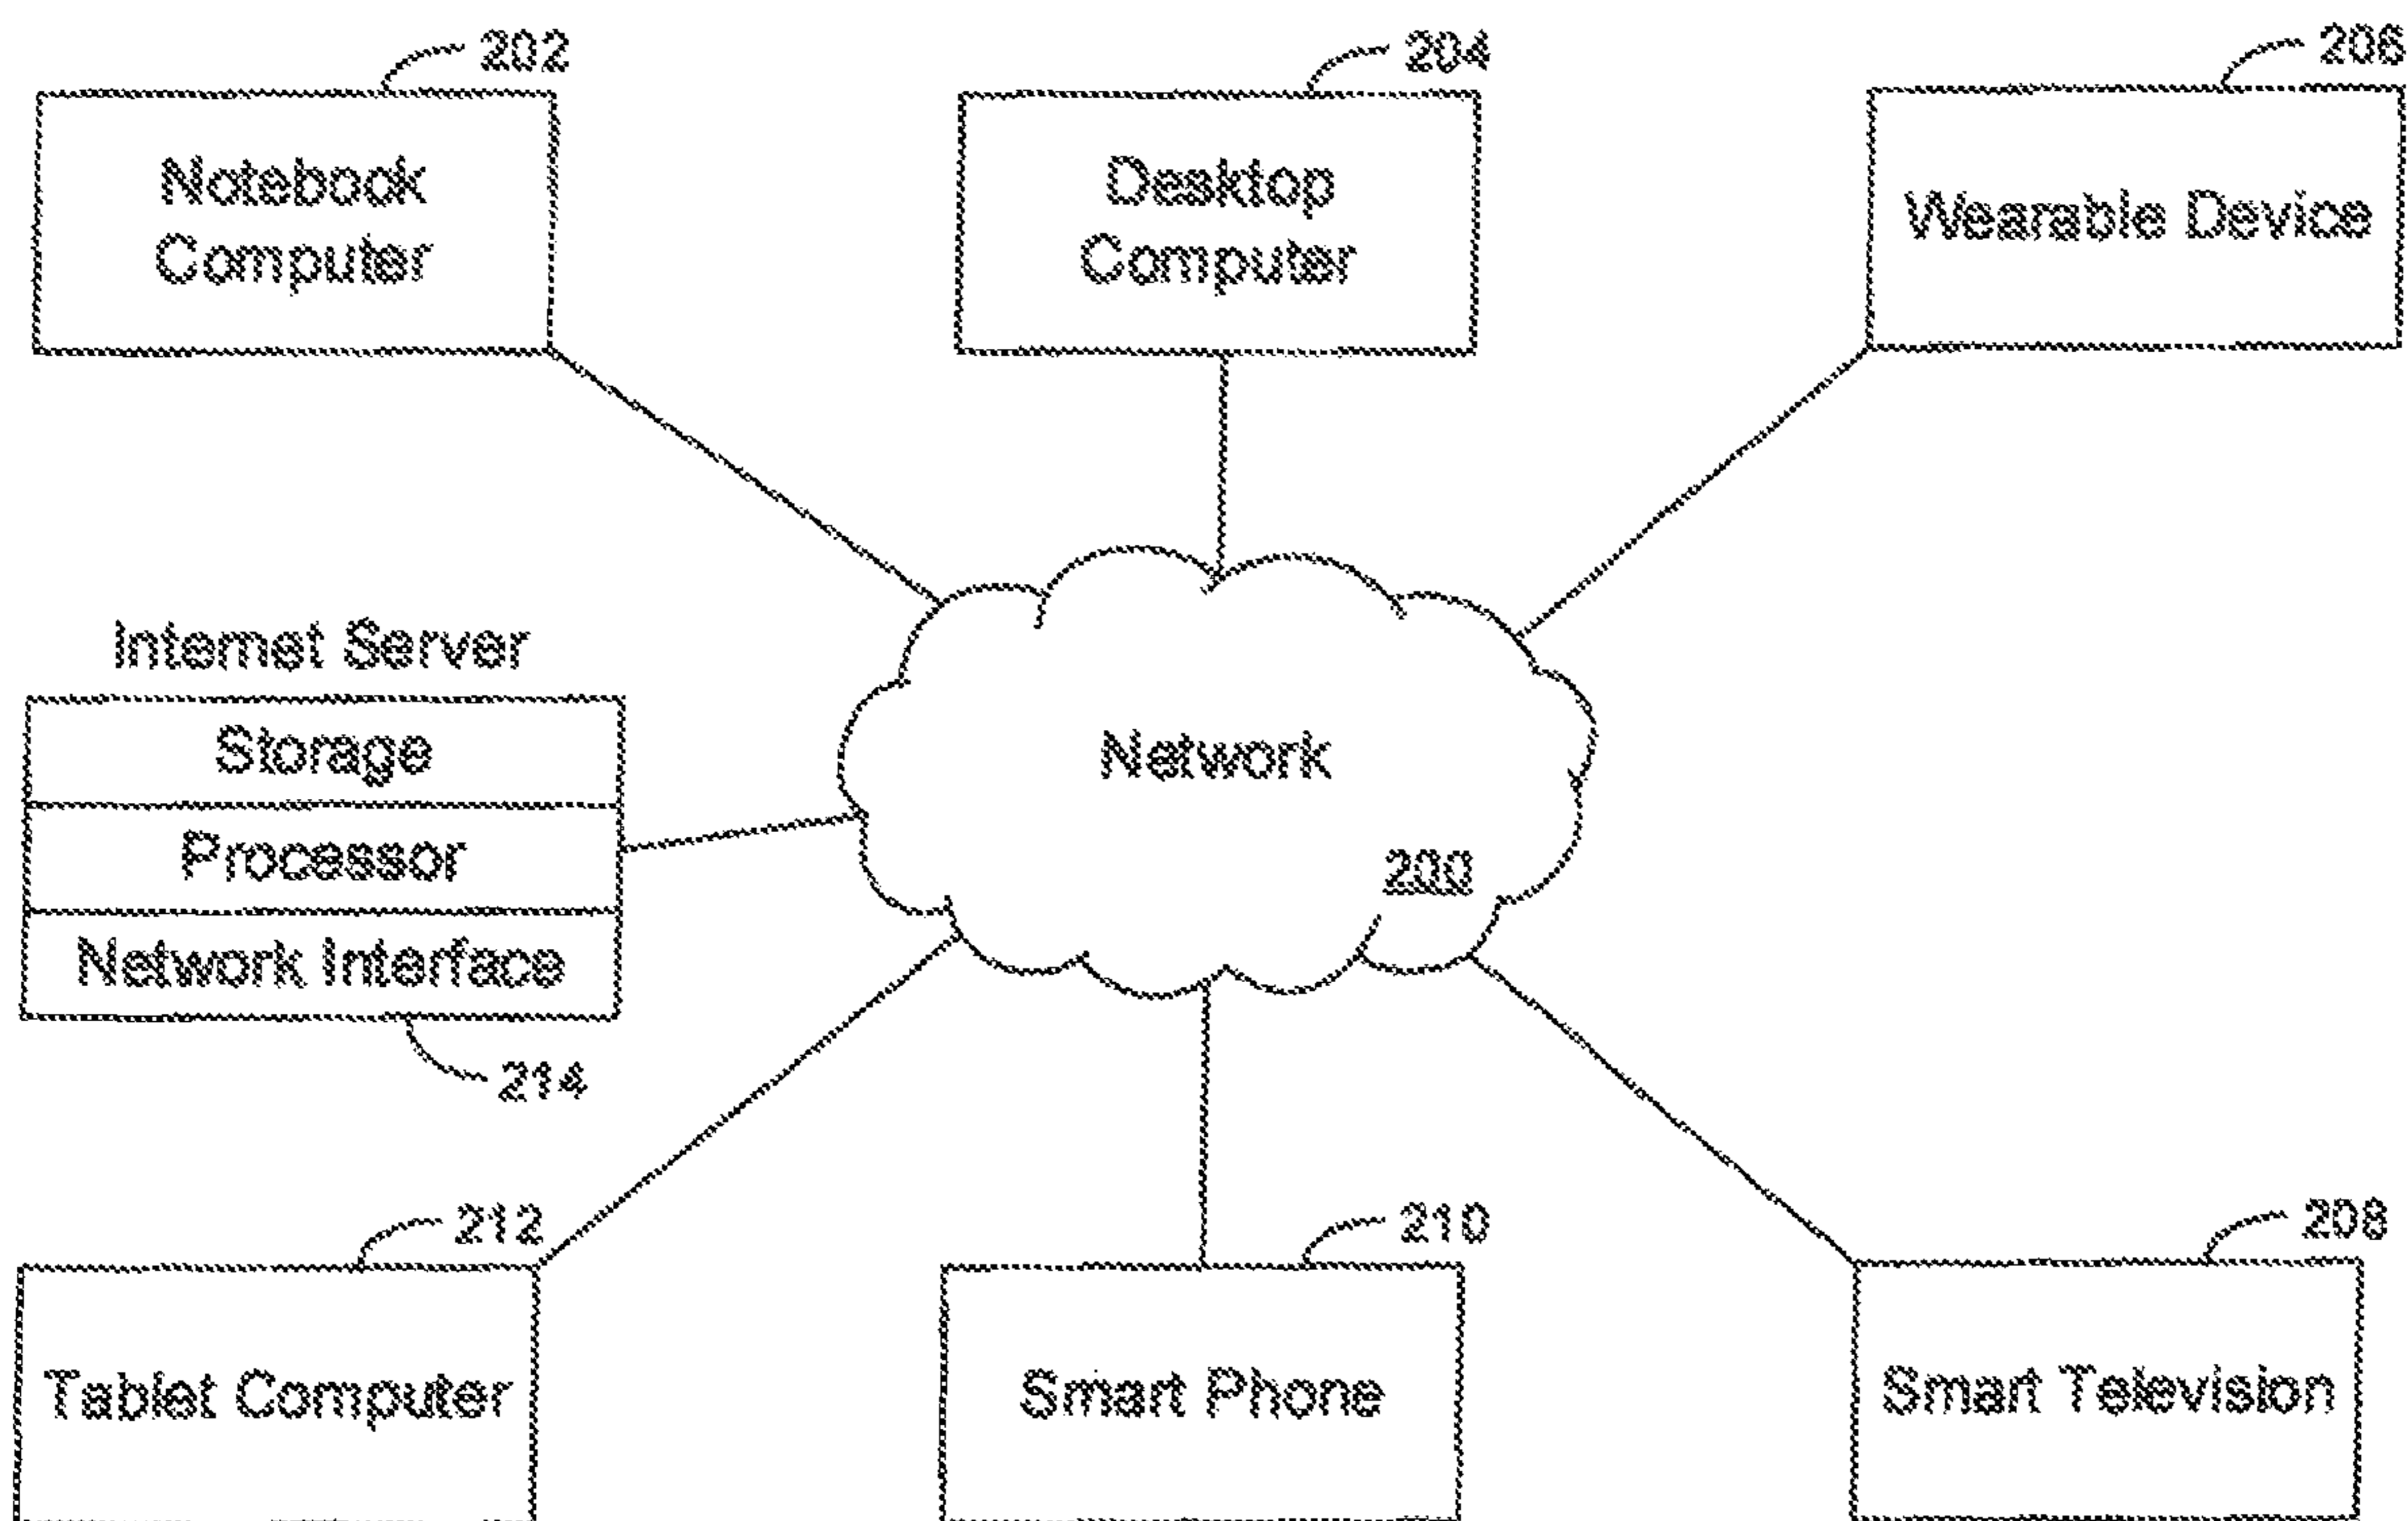 202
Notebook
Computer
204
Desktop
Computer
206
Wearable Device
Internet Server
Storage
Processor
Network Interface
214
Network
200
212
Tablet Computer
210
Smart Phone
208
Smart Television